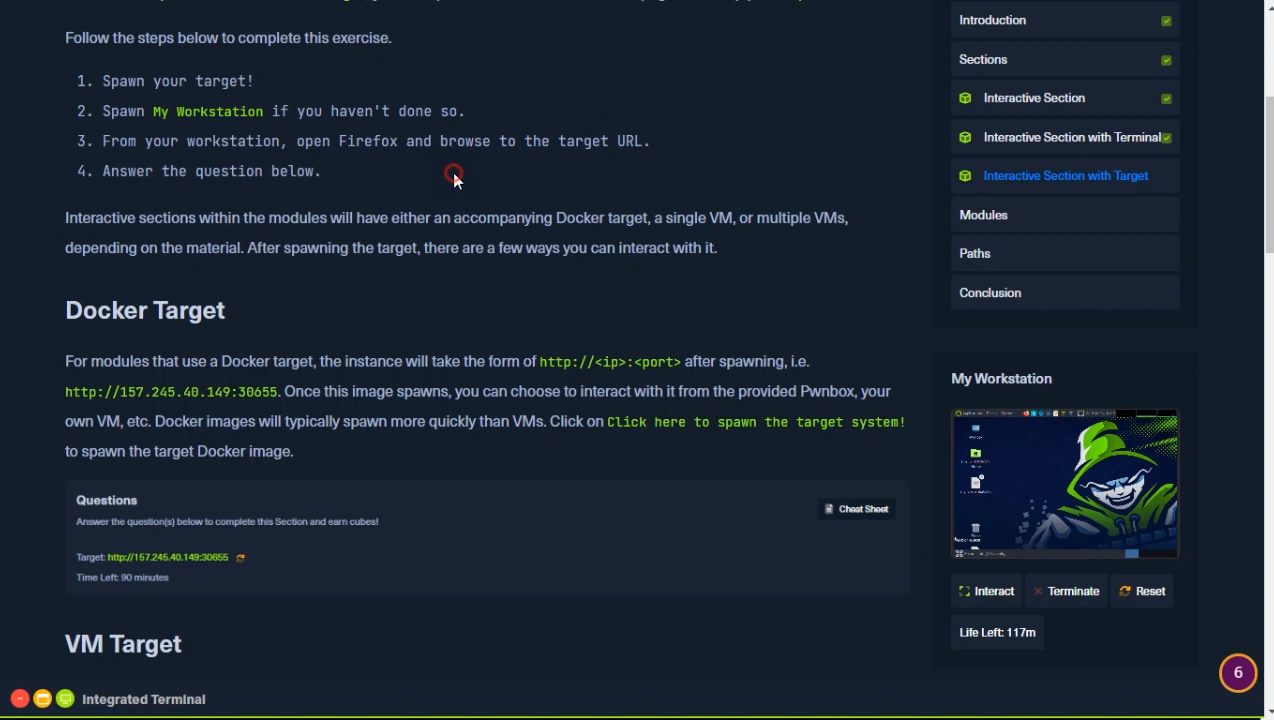 Follow the steps below to complete this exercise.
1. Spawn your target!
2. Spawn My Workstation if you haven't done so.
3. From your workstation, open Firefox and browse to the target URL.
4. Answer the question below.
Interactive sections within the modules will have either an accompanying Docker target, a single VM, or multiple VMs,
depending on the material. After spawning the target, there are a few ways you can interact with it.
Docker Target
For modules that use a Docker target, the instance will take the form of http://<ip>:<port> after spawning, i.e.
http://157.245.40.149:30655. Once this image spawns, you can choose to interact with it from the provided Pwnbox, your
own VM, etc. Docker images will typically spawn more quickly than VMs. Click on Click here to spawn the target system!
to spawn the target Docker image.
Questions
Answer the question(s) below to complete this Section and earn cubes!
Cheat Sheet
Target: http://157.245.40.149:30655
Time Left: 90 minutes
VM Target
Introduction
Sections
Interactive Section
Interactive Section with Terminal
Interactive Section with Target
Modules
Paths
Conclusion
My Workstation
Interact
Terminate
Reset
Life Left: 117m
6
Integrated Terminal